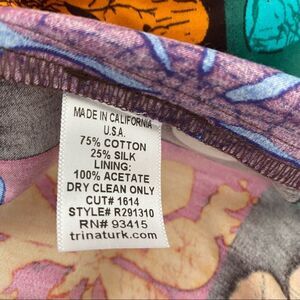 MADE IN CALIFORNIA
U.S.A.
75% COTTON
25% SILK
LINING:
100% ACETATE
DRY CLEAN ONLY
CUT# 1614
STYLE# R291310
RN# 93415
trinaturk.com